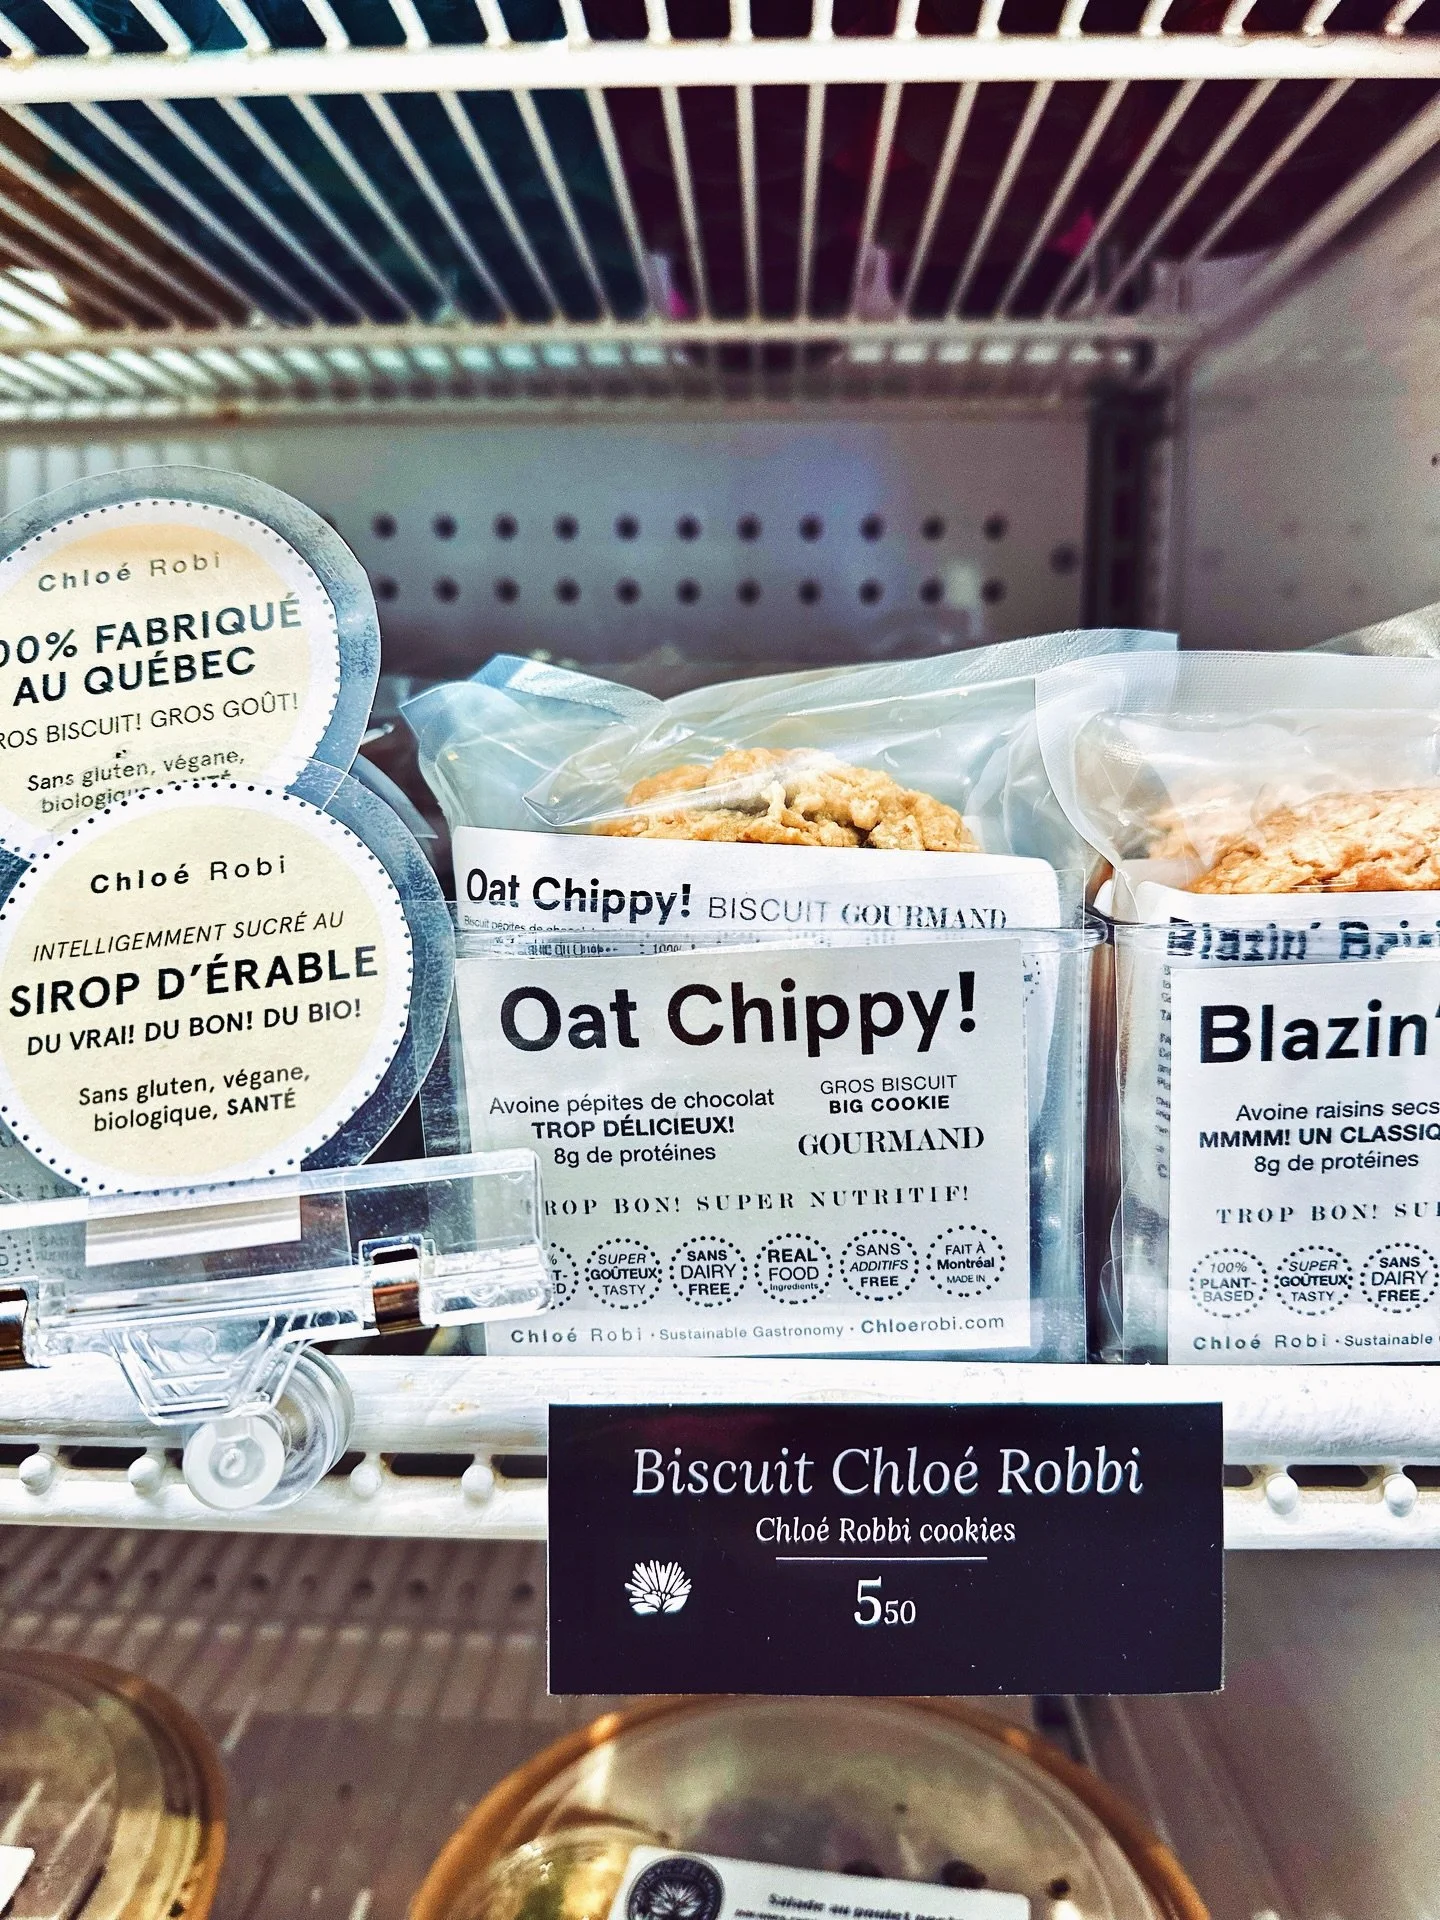 Chloé Robi
00% FABRIQUÉ
AU QUÉBEC
ROS BISCUIT! GROS GOÛT!
Sans gluten, végane,
Chloé Robi
INTELLIGEMMENT SUCRÉ AU
SIROP D'ÉRABLE
DU VRAI! DU BON! DU BIO!
Sans gluten, végane,
biologique, SANTÉ
Oat Chippy! BISCUIT GOURMAND
Oat Chippy!
Avoine pépites de chocolat
TROP DÉLICIEUX!
8g de protéines
GROS BISCUIT
BIG COOKIE
GOURMAND
ROP BON! SUPER NUTRITIF!
SUPER
GOÛTEUX
TASTY
SANS
DAIRY
FREE
REAL
FOOD
Ingredients
SANS
ADDITIFS
FREE
FAIT À
Montréal
MADE IN
Chloé Robi · Sustainable Gastronomy · Chloerobi.com
Blazin'
Blazin'
Avoine raisins secs
MMMM! UN CLASSIQ
8g de protéines
TROP BON! SU
100%
PLANT-
BASED
SUPER
GOÛTEUX
TASTY
SANS
DAIRY
FREE
Chloé Robi · Sustainable
Biscuit Chloé Robbi
Chloé Robbi cookies
5 50